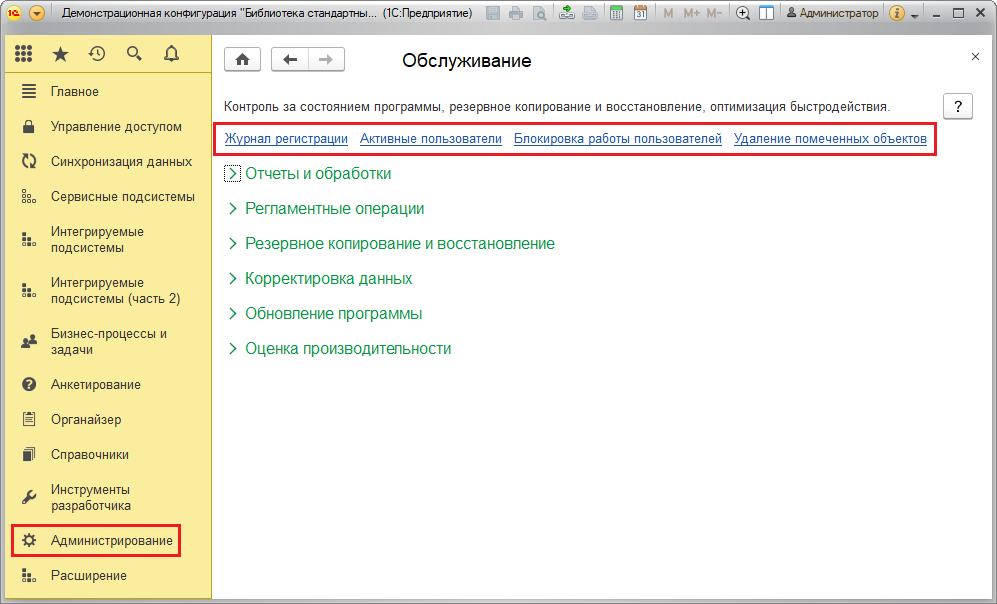 Демонстрационная конфигурация "Библиотека стандартны... (1С:Предприятие)
31 M M+ M- Администратор
Обслуживание
Контроль за состоянием программы, резервное копирование и восстановление, оптимизация быстродействия.
?
Журнал регистрации Активные пользователи Блокировка работы пользователей Удаление помеченных объектов
Отчеты и обработки
Регламентные операции
Резервное копирование и восстановление
Корректировка данных
Обновление программы
Оценка производительности
Главное
Управление доступом
Синхронизация данных
Сервисные подсистемы
Интегрируемые
подсистемы
Интегрируемые
подсистемы (часть 2)
Бизнес-процессы и
задачи
Анкетирование
Органайзер
Справочники
Инструменты
разработчика
Администрирование
Расширение